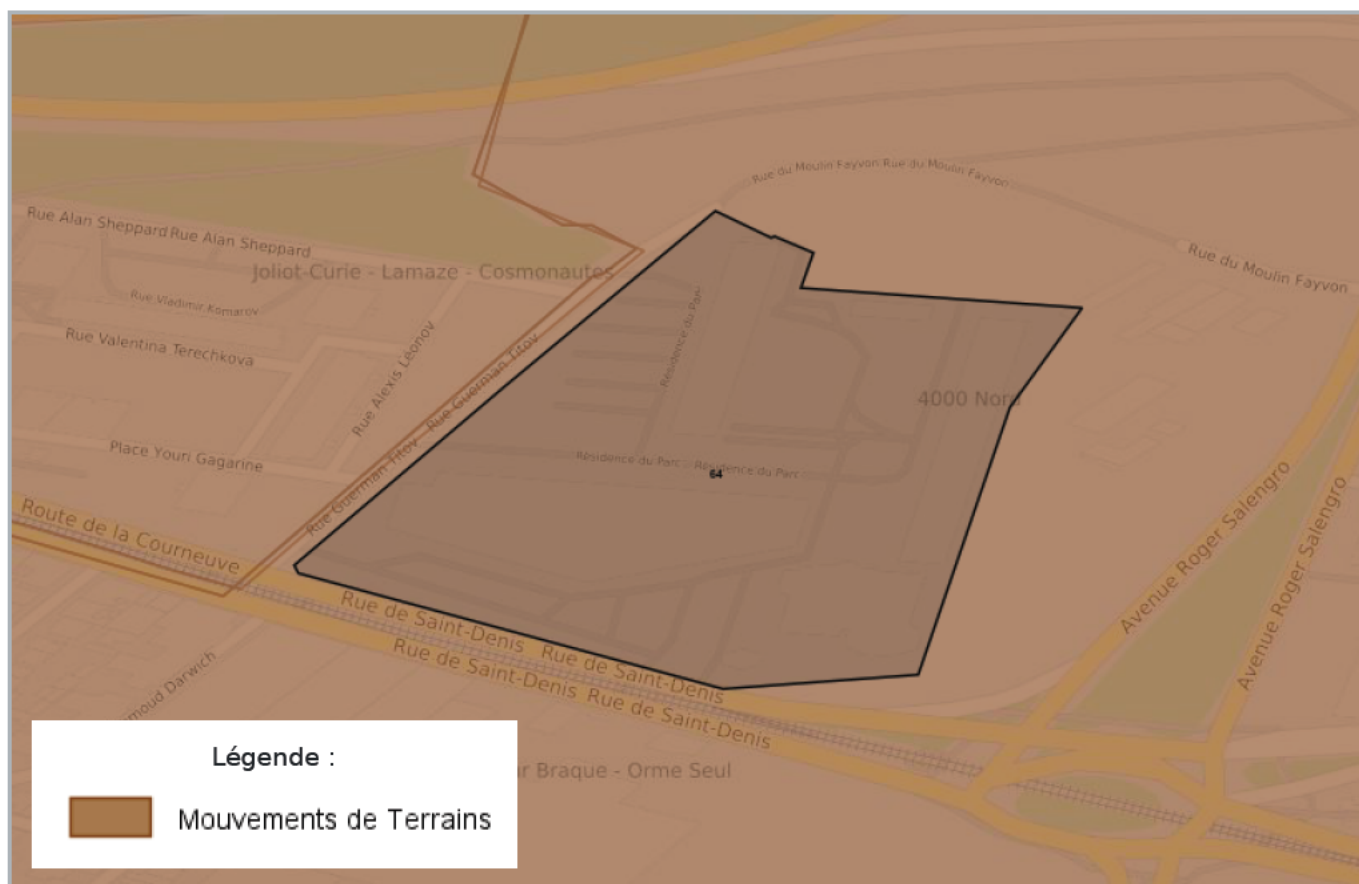 Rue du Moulin Fayvon Rue du Moulin Fayvon
Rue Alan Sheppard Rue Alan Sheppard
Rue du Moulin Fayvon
Joliot-Curie - Lamaze - Cosmonautes
Rue Vladimir Komarov
Résidence du Parc
Rue Valentina Terechkova
Rue Alexis Léonov
Rue Guerman Titov Rue Guerman Titov
4000 Nord
Place Youri Gagarine
Résidence du Parc Résidence du Parc
64
Avenue Roger Salengro
Avenue Roger Salengro
Route de la Courneuve
Rue de Saint-Denis Rue de Saint-Denis
Rue de Saint-Denis Rue de Saint-Denis
moud Darwich
r Braque - Orme Seul
Légende :
Mouvements de Terrains